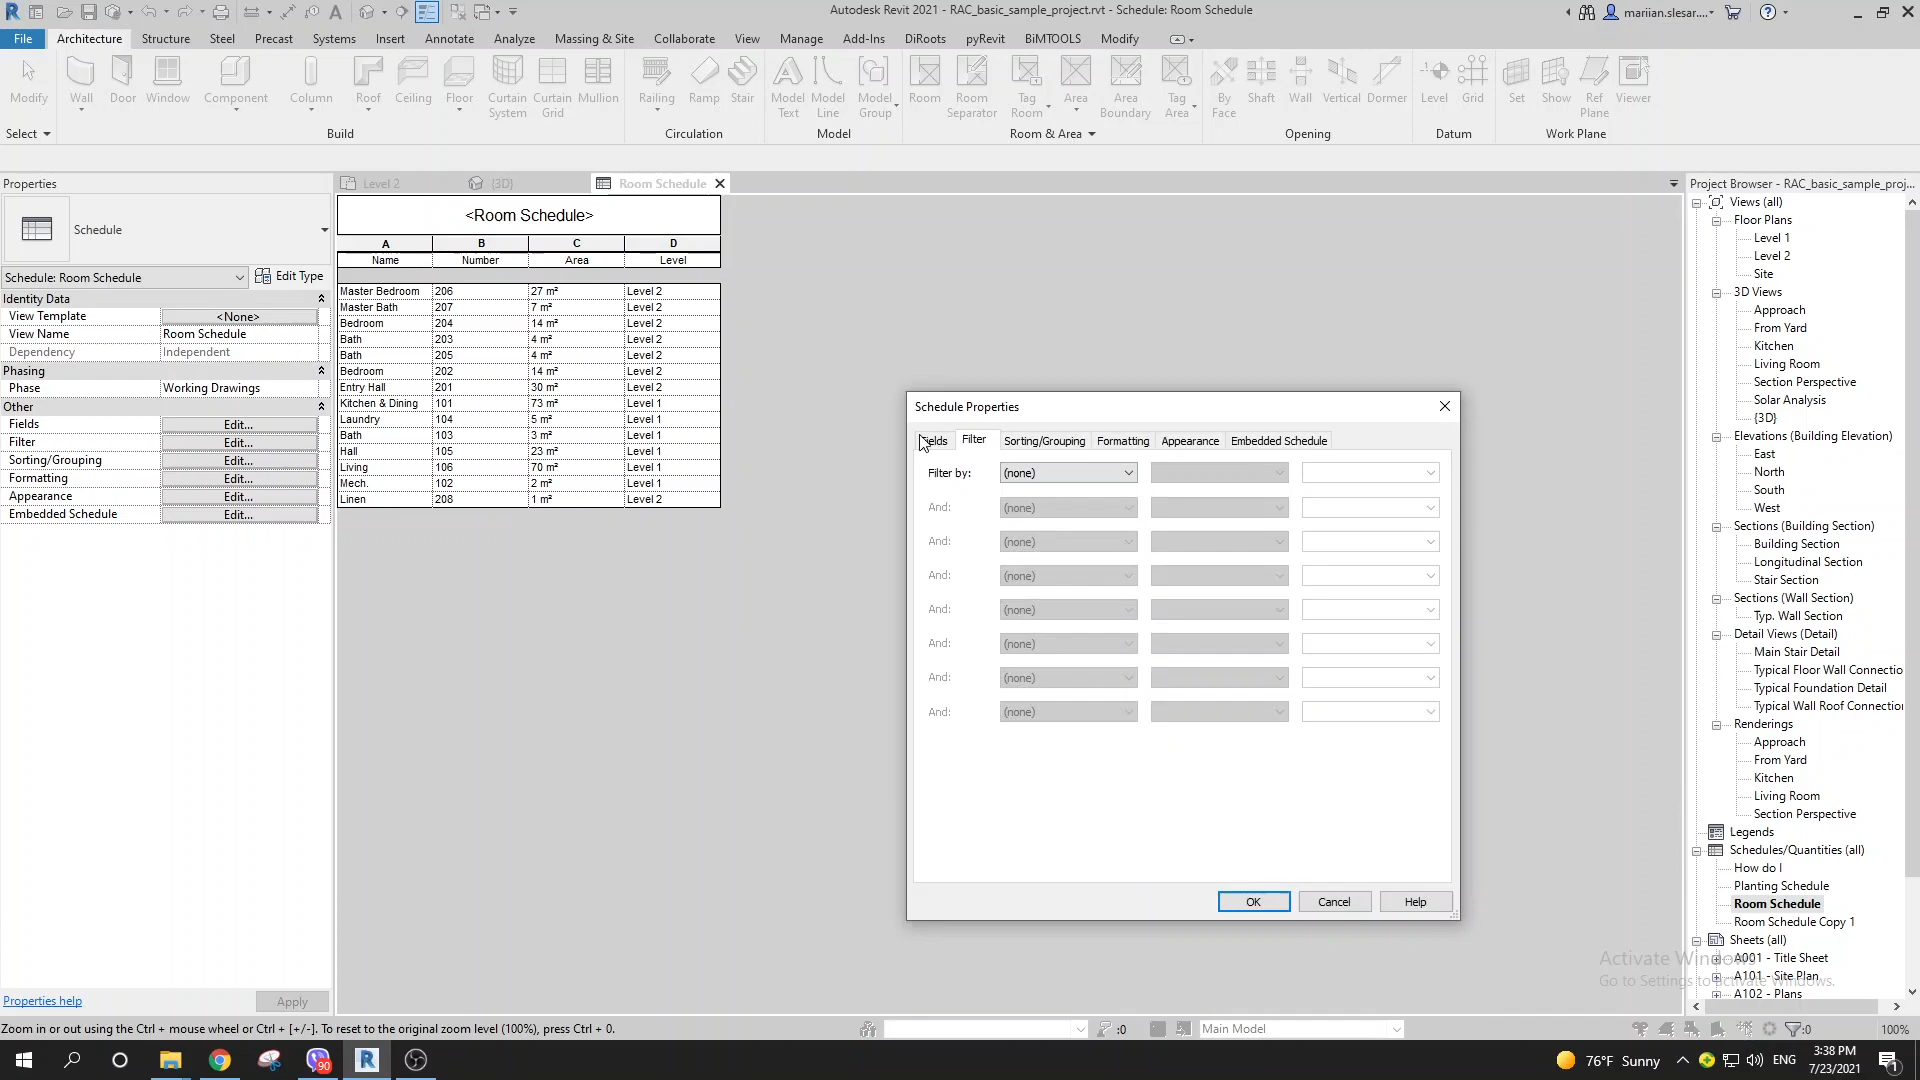 Autodesk Revit 2021 - RAC_basic_sample_project.rvt - Schedule: Room Schedule
mariian.slesar....
File Architecture Structure Steel Precast Systems Insert Annotate Analyze Massing & Site Collaborate View Manage Add-Ins DiRoots pyRevit BiMTOOLS Modify
Modify Wall Door Window Component Column Roof Ceiling Floor Curtain System Curtain Grid Mullion Railing Ramp Stair Model Text Model Line Model Group Room Room Separator Tag Room Area Area Boundary Tag Area By Face Shaft Wall Vertical Dormer Level Grid Set Show Ref Plane Viewer
Select Build Circulation Model Room & Area Opening Datum Work Plane
Properties
Schedule
Schedule: Room Schedule Edit Type
Identity Data
View Template <None>
View Name Room Schedule
Dependency Independent
Phasing
Phase Working Drawings
Other
Fields Edit...
Filter Edit...
Sorting/Grouping Edit...
Formatting Edit...
Appearance Edit...
Embedded Schedule Edit...
Properties help Apply
Level 2 {3D} Room Schedule
<Room Schedule>
A B C D
Name Number Area Level
Master Bedroom 206 27 m² Level 2
Master Bath 207 7 m² Level 2
Bedroom 204 14 m² Level 2
Bath 203 4 m² Level 2
Bath 205 4 m² Level 2
Bedroom 202 14 m² Level 2
Entry Hall 201 30 m² Level 2
Kitchen & Dining 101 73 m² Level 1
Laundry 104 5 m² Level 1
Bath 103 3 m² Level 1
Hall 105 23 m² Level 1
Living 106 70 m² Level 1
Mech. 102 2 m² Level 1
Linen 208 1 m² Level 2
Schedule Properties
Fields Filter Sorting/Grouping Formatting Appearance Embedded Schedule
Filter by: (none)
And: (none)
And: (none)
And: (none)
And: (none)
And: (none)
And: (none)
And: (none)
OK Cancel Help
Project Browser - RAC_basic_sample_proj...
Views (all)
Floor Plans
Level 1
Level 2
Site
3D Views
Approach
From Yard
Kitchen
Living Room
Section Perspective
Solar Analysis
{3D}
Elevations (Building Elevation)
East
North
South
West
Sections (Building Section)
Building Section
Longitudinal Section
Stair Section
Sections (Wall Section)
Typ. Wall Section
Detail Views (Detail)
Main Stair Detail
Typical Floor Wall Connectio
Typical Foundation Detail
Typical Wall Roof Connection
Renderings
Approach
From Yard
Kitchen
Living Room
Section Perspective
Legends
Schedules/Quantities (all)
How do I
Planting Schedule
Room Schedule
Room Schedule Copy 1
Sheets (all)
A001 - Title Sheet
A101 - Site Plan
A102 - Plans
Activate Windows
Go to Settings to activate Windows.
Zoom in or out using the Ctrl + mouse wheel or Ctrl + [+/-]. To reset to the original zoom level (100%), press Ctrl + 0.
:0 Main Model :0 100%
90 76°F Sunny ENG 3:38 PM
7/23/2021 1